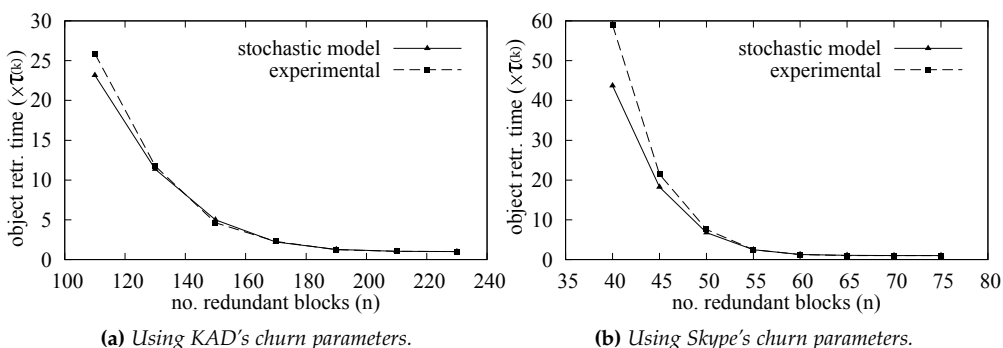 30
25
20
15
10
5
0
object retr. time (×τ(k))
stochastic model
experimental
100 120 140 160 180 200 220 240
no. redundant blocks (n)
(a) Using KAD's churn parameters.
60
50
40
30
20
10
0
object retr. time (×τ(k))
stochastic model
experimental
35 40 45 50 55 60 65 70 75 80
no. redundant blocks (n)
(b) Using Skype's churn parameters.